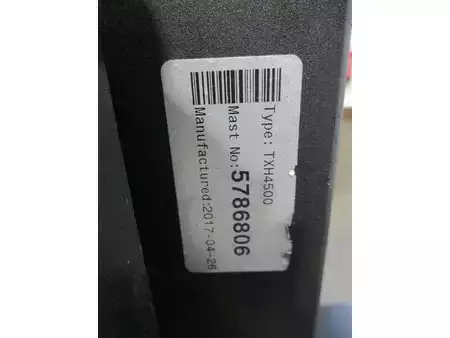 Type: TXH4500
Mast No:5786806
Manufactured:2017-04-26